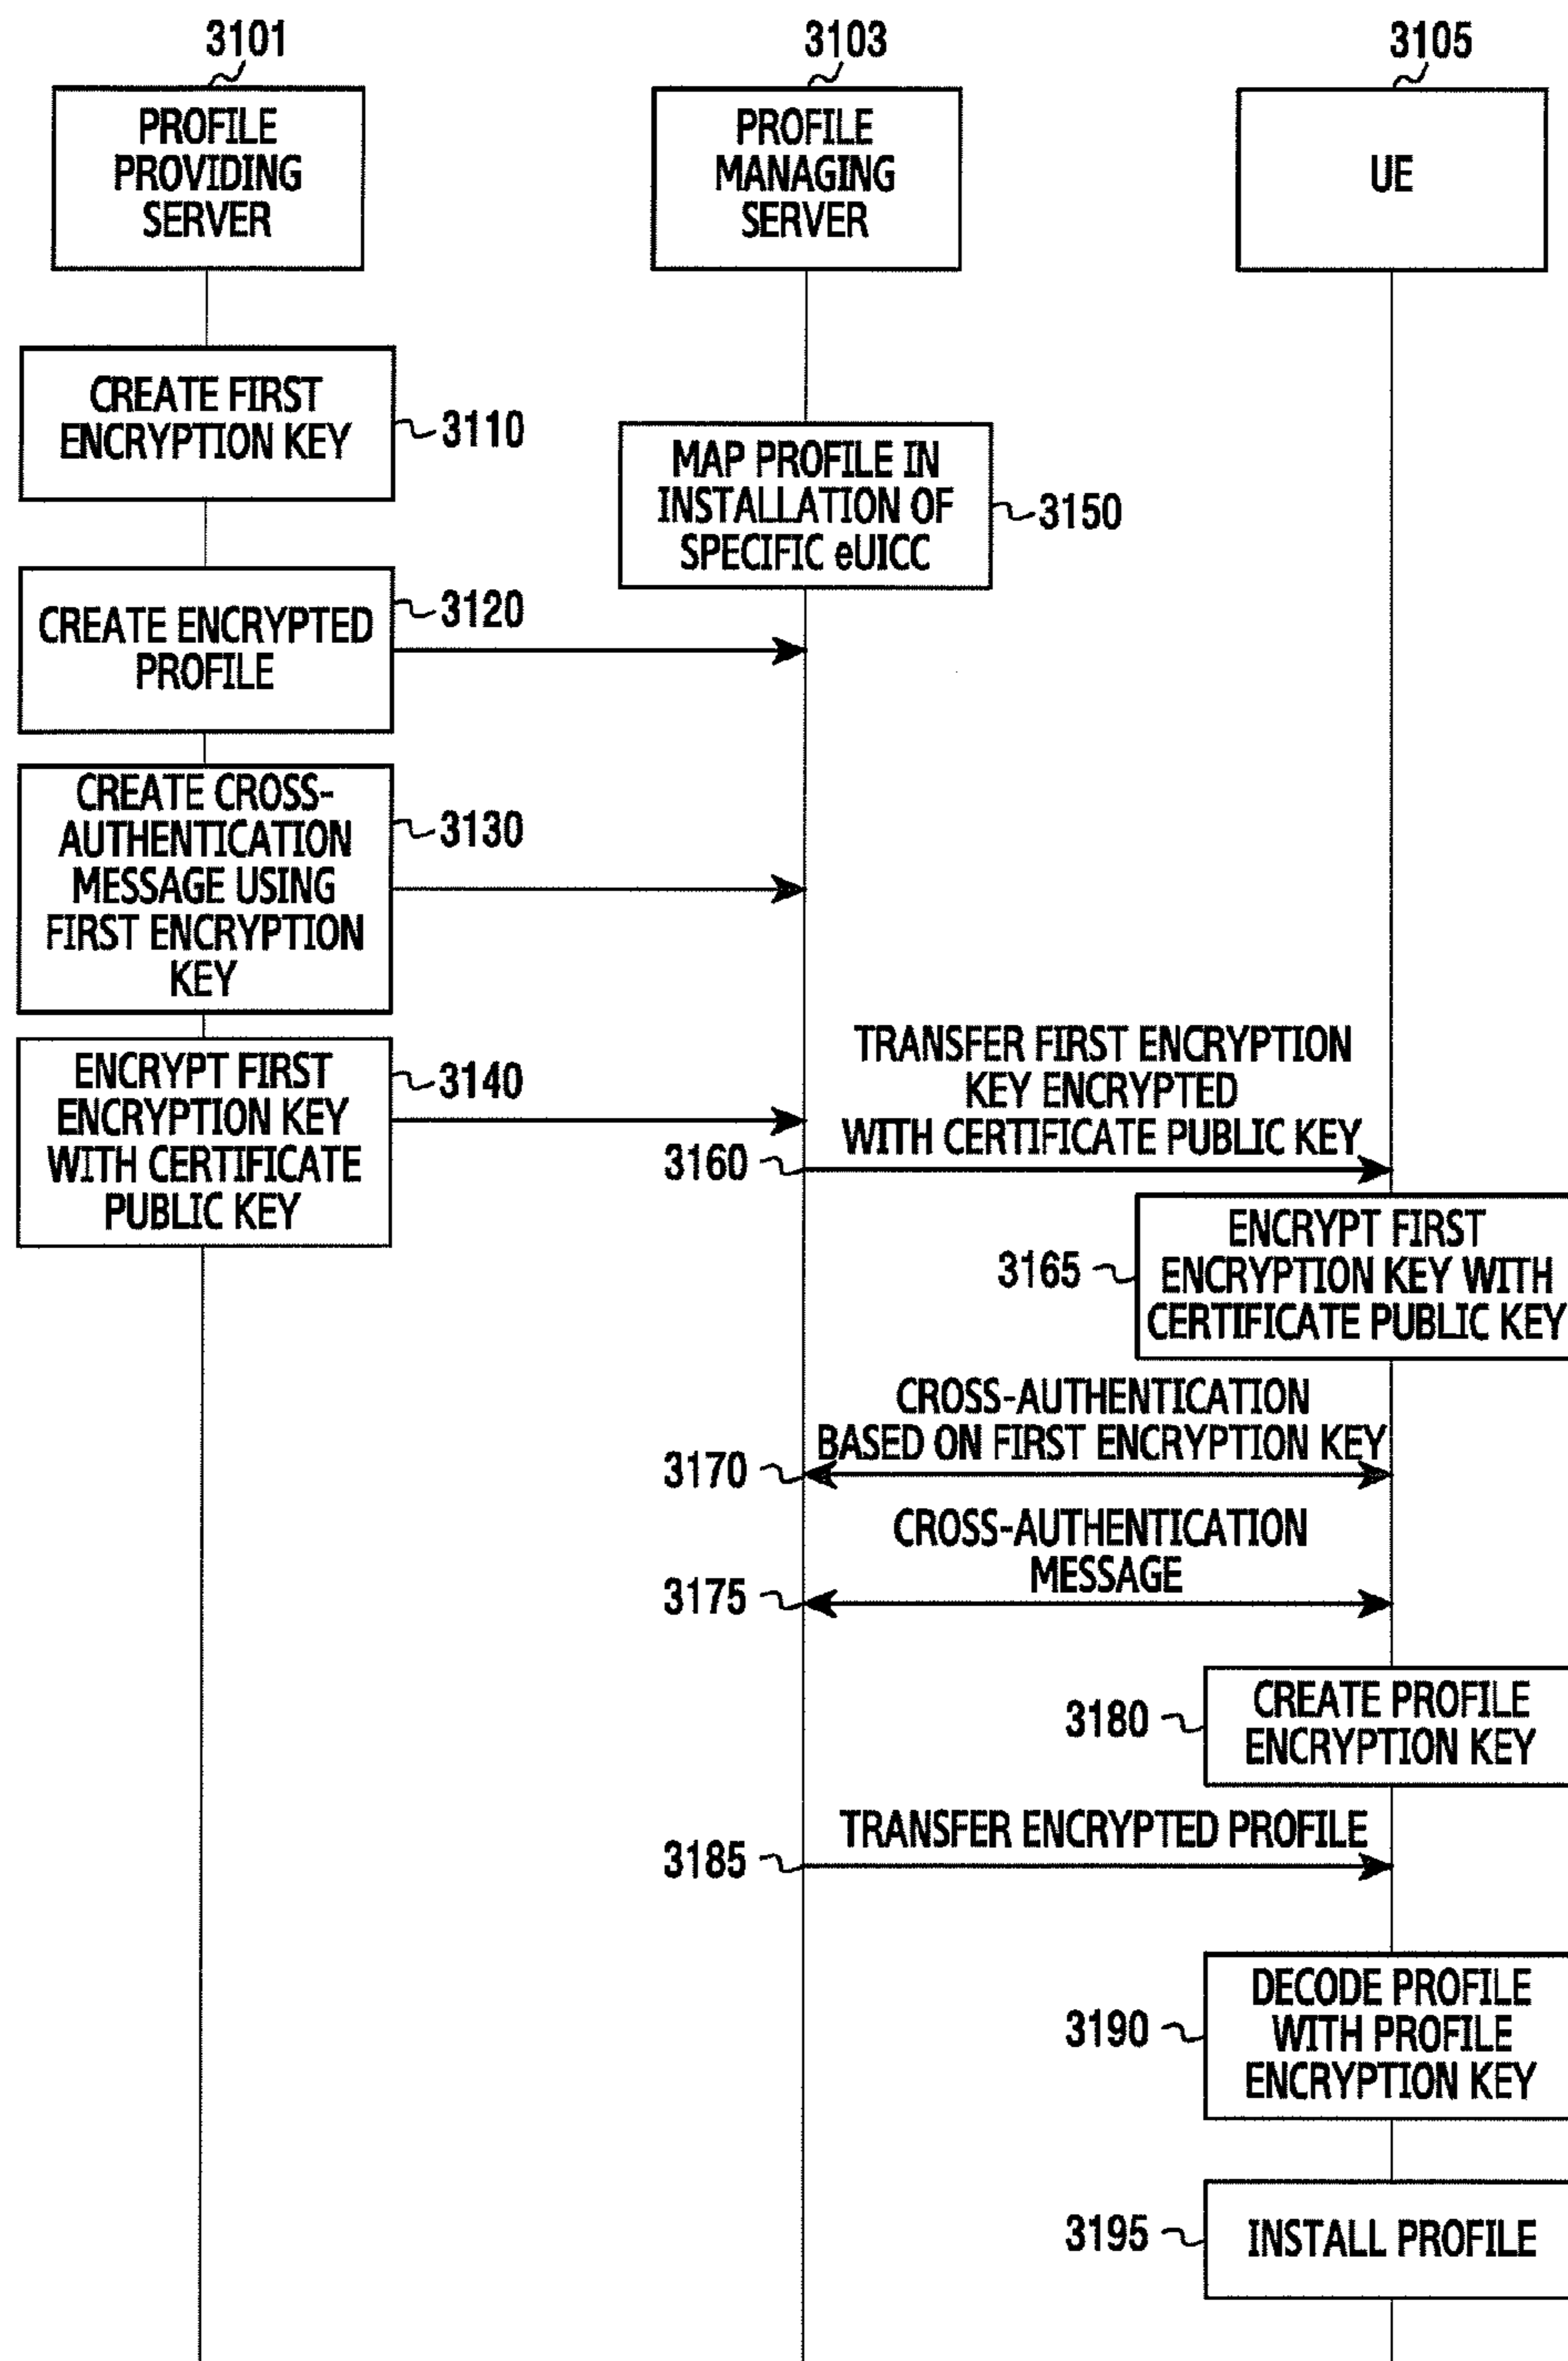 3101
3103
3105
PROFILE
PROVIDING
SERVER
PROFILE
MANAGING
SERVER
UE
CREATE FIRST
ENCRYPTION KEY
3110
MAP PROFILE IN
INSTALLATION OF
SPECIFIC eUICC
3150
CREATE ENCRYPTED
PROFILE
3120
CREATE CROSS-
AUTHENTICATION
MESSAGE USING
FIRST ENCRYPTION
KEY
3130
ENCRYPT FIRST
ENCRYPTION KEY
WITH CERTIFICATE
PUBLIC KEY
3140
TRANSFER FIRST ENCRYPTION
KEY ENCRYPTED
WITH CERTIFICATE PUBLIC KEY
3160
ENCRYPT FIRST
ENCRYPTION KEY WITH
CERTIFICATE PUBLIC KEY
3165
CROSS-AUTHENTICATION
BASED ON FIRST ENCRYPTION KEY
3170
CROSS-AUTHENTICATION
MESSAGE
3175
CREATE PROFILE
ENCRYPTION KEY
3180
TRANSFER ENCRYPTED PROFILE
3185
DECODE PROFILE
WITH PROFILE
ENCRYPTION KEY
3190
INSTALL PROFILE
3195